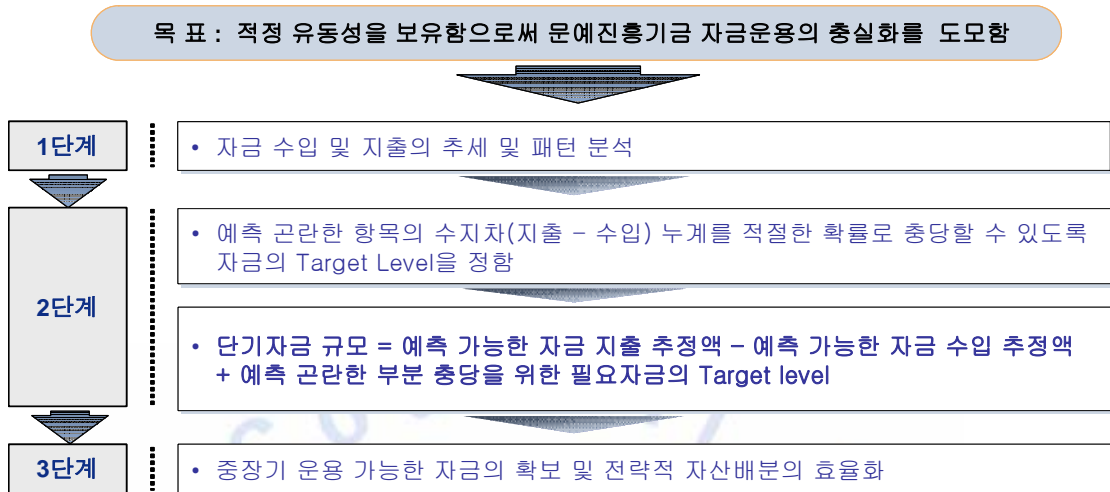 목 표 : 적정 유동성을 보유함으로써 문예진흥기금 자금운용의 충실화를 도모함
1단계
• 자금 수입 및 지출의 추세 및 패턴 분석
2단계
• 예측 곤란한 항목의 수지차(지출 – 수입) 누계를 적절한 확률로 충당할 수 있도록
자금의 Target Level을 정함
• 단기자금 규모 = 예측 가능한 자금 지출 추정액 – 예측 가능한 자금 수입 추정액
+ 예측 곤란한 부분 충당을 위한 필요자금의 Target level
3단계
• 중장기 운용 가능한 자금의 확보 및 전략적 자산배분의 효율화